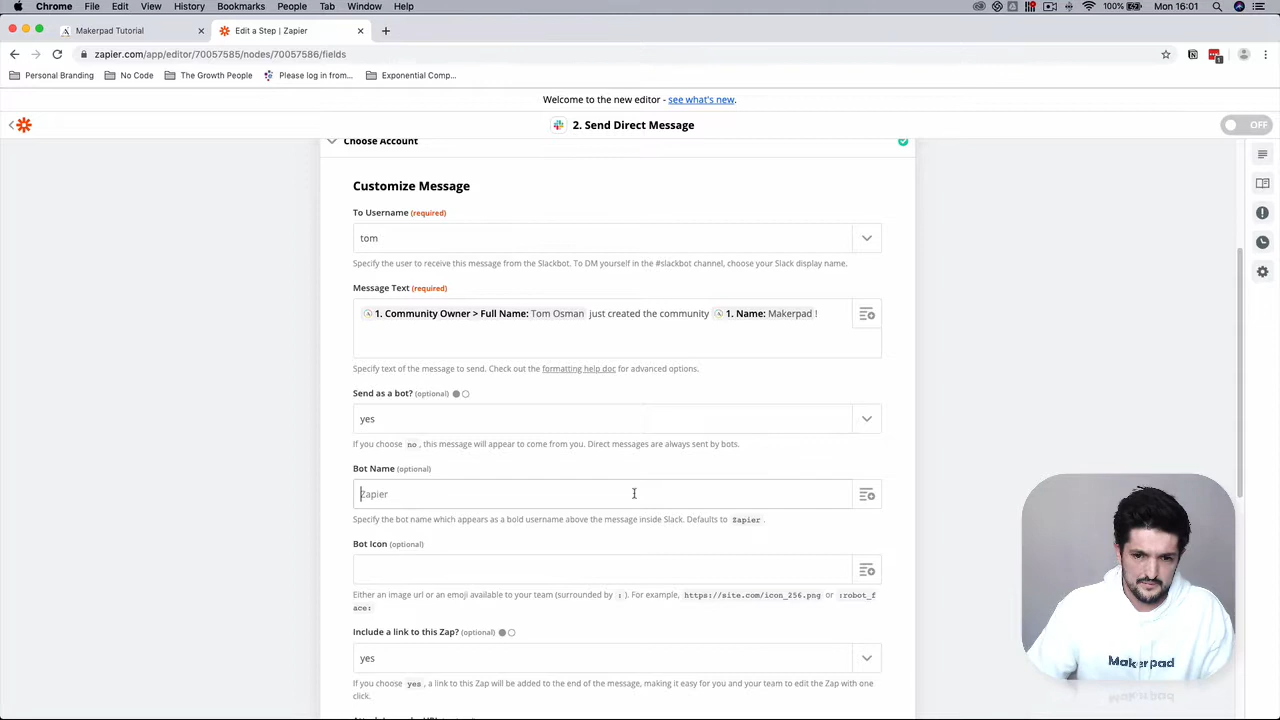 Chrome File Edit View History Bookmarks People Tab Window Help 100% Mon 16:01
Makerpad Tutorial Edit a Step | Zapier
zapier.com/app/editor/70057585/nodes/70057586/fields
Personal Branding No Code The Growth People Please log in from... Exponential Comp...
1
Welcome to the new editor - see what's new.
2. Send Direct Message
OFF
Choose Account
Customize Message
To Username (required)
tom
Specify the user to receive this message from the Slackbot. To DM yourself in the #slackbot channel, choose your Slack display name.
Message Text (required)
1. Community Owner > Full Name: Tom Osman just created the community 1. Name: Makerpad !
Specify text of the message to send. Check out the formatting help doc for advanced options.
Send as a bot? (optional)
yes
If you choose no, this message will appear to come from you. Direct messages are always sent by bots.
Bot Name (optional)
Zapier
Specify the bot name which appears as a bold username above the message inside Slack. Defaults to Zapier .
Bot Icon (optional)
Either an image url or an emoji available to your team (surrounded by : ). For example, https://site.com/icon_256.png or :robot_f
ace:
Include a link to this Zap? (optional)
yes
If you choose yes, a link to this Zap will be added to the end of the message, making it easy for you and your team to edit the Zap with one
click.
Makerpad